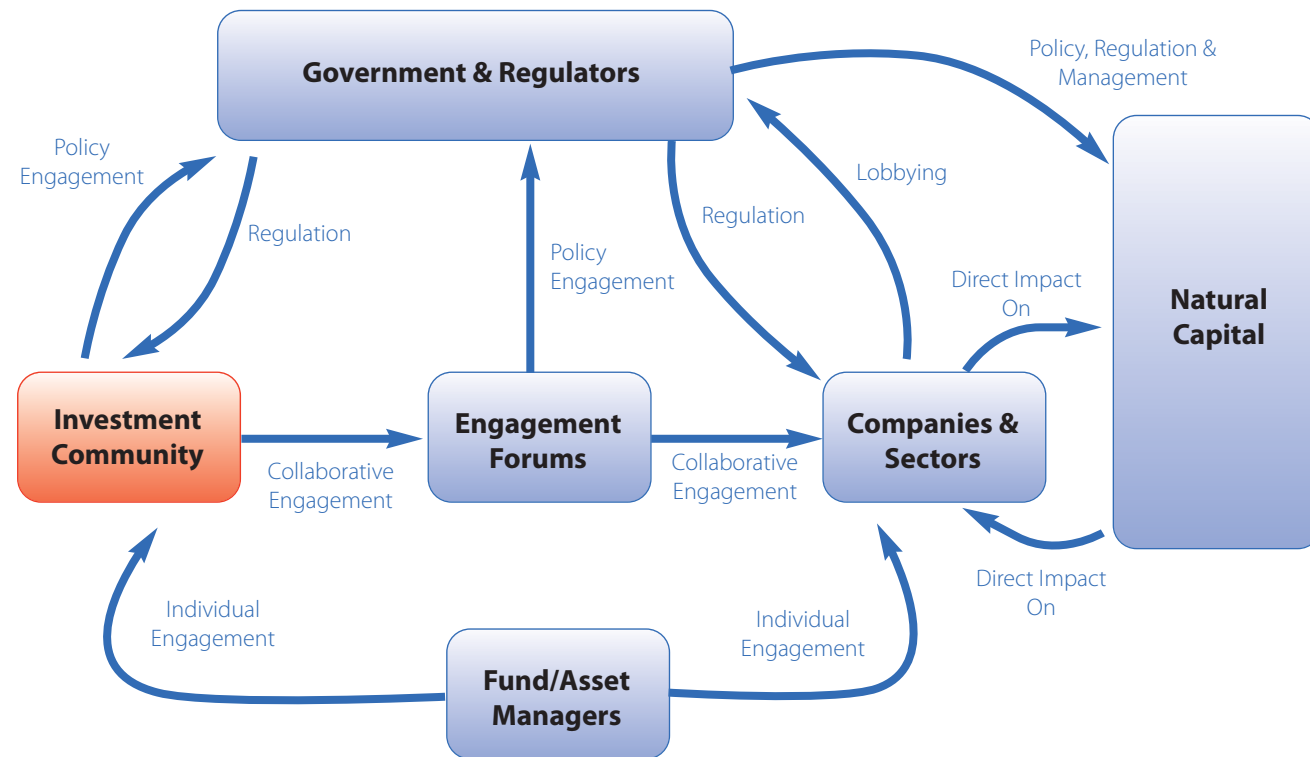 Government & Regulators
Policy, Regulation &
Management
Policy
Engagement
Regulation
Policy
Engagement
Regulation
Lobbying
Direct Impact
On
Natural
Capital
Investment
Community
Collaborative
Engagement
Engagement
Forums
Collaborative
Engagement
Companies &
Sectors
Direct Impact
On
Individual
Engagement
Fund/Asset
Managers
Individual
Engagement